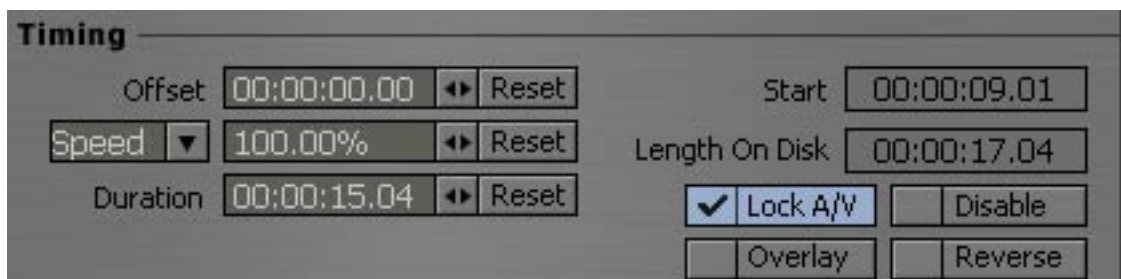 Timing
Offset 00:00:00.00 Reset
Start 00:00:09.01
Speed 100.00% Reset
Length On Disk 00:00:17.04
Duration 00:00:15.04 Reset
Lock A/V Disable
Overlay Reverse